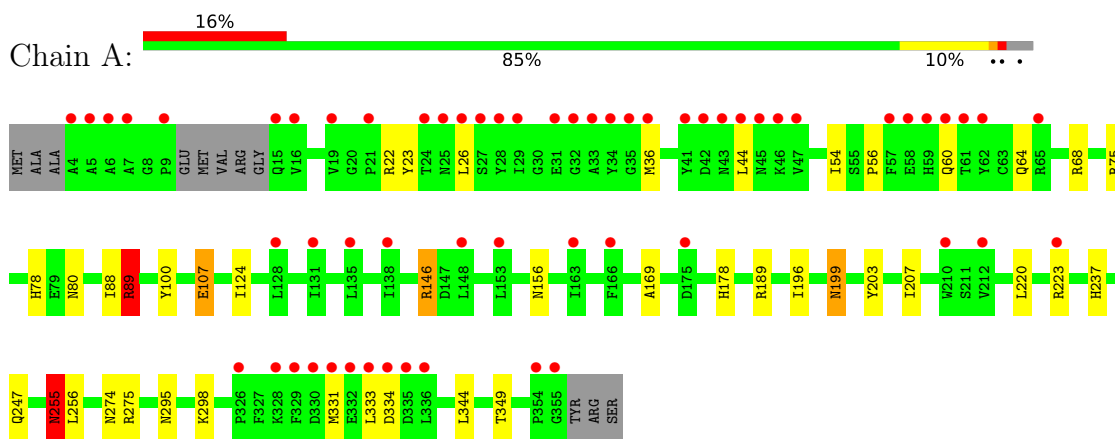 16%
Chain A:
85% 10% • • •
MET ALA ALA A4 A5 A6 A7 G8 P9 GLU MET VAL ARG GLY Q15 V16 V19 G20 P21 R22 Y23 T24 N25 L26 S27 Y28 I29 G30 E31 G32 A33 Y34 G35 M36 Y41 D42 N43 L44 N45 K46 V47 I54 S55 P56 F57 E58 H59 Q60 T61 Y62 C63 Q64 R65 R68 R75
H78 E79 N80 I88 R89 Y100 E107 I124 L128 I131 L135 I138 R146 D147 L148 L153 N156 I163 F166 A169 D175 H178 R189 I196 N199 Y203 I207 W210 S211 V212 L220 R223 H237
Q247 N255 L256 N274 R275 N295 K298 P326 F327 K328 F329 D330 M331 E332 L333 D334 D335 L336 L344 T349 P354 G355 TYR ARG SER